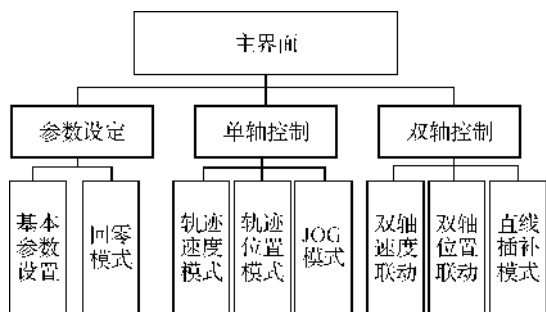 主界面
参数设定
单轴控制
双轴控制
基本
参数
设置
回零
模式
轨迹
速度
模式
轨迹
位置
模式
JOG
模式
双轴
速度
联动
双轴
位置
联动
直线
插补
模式